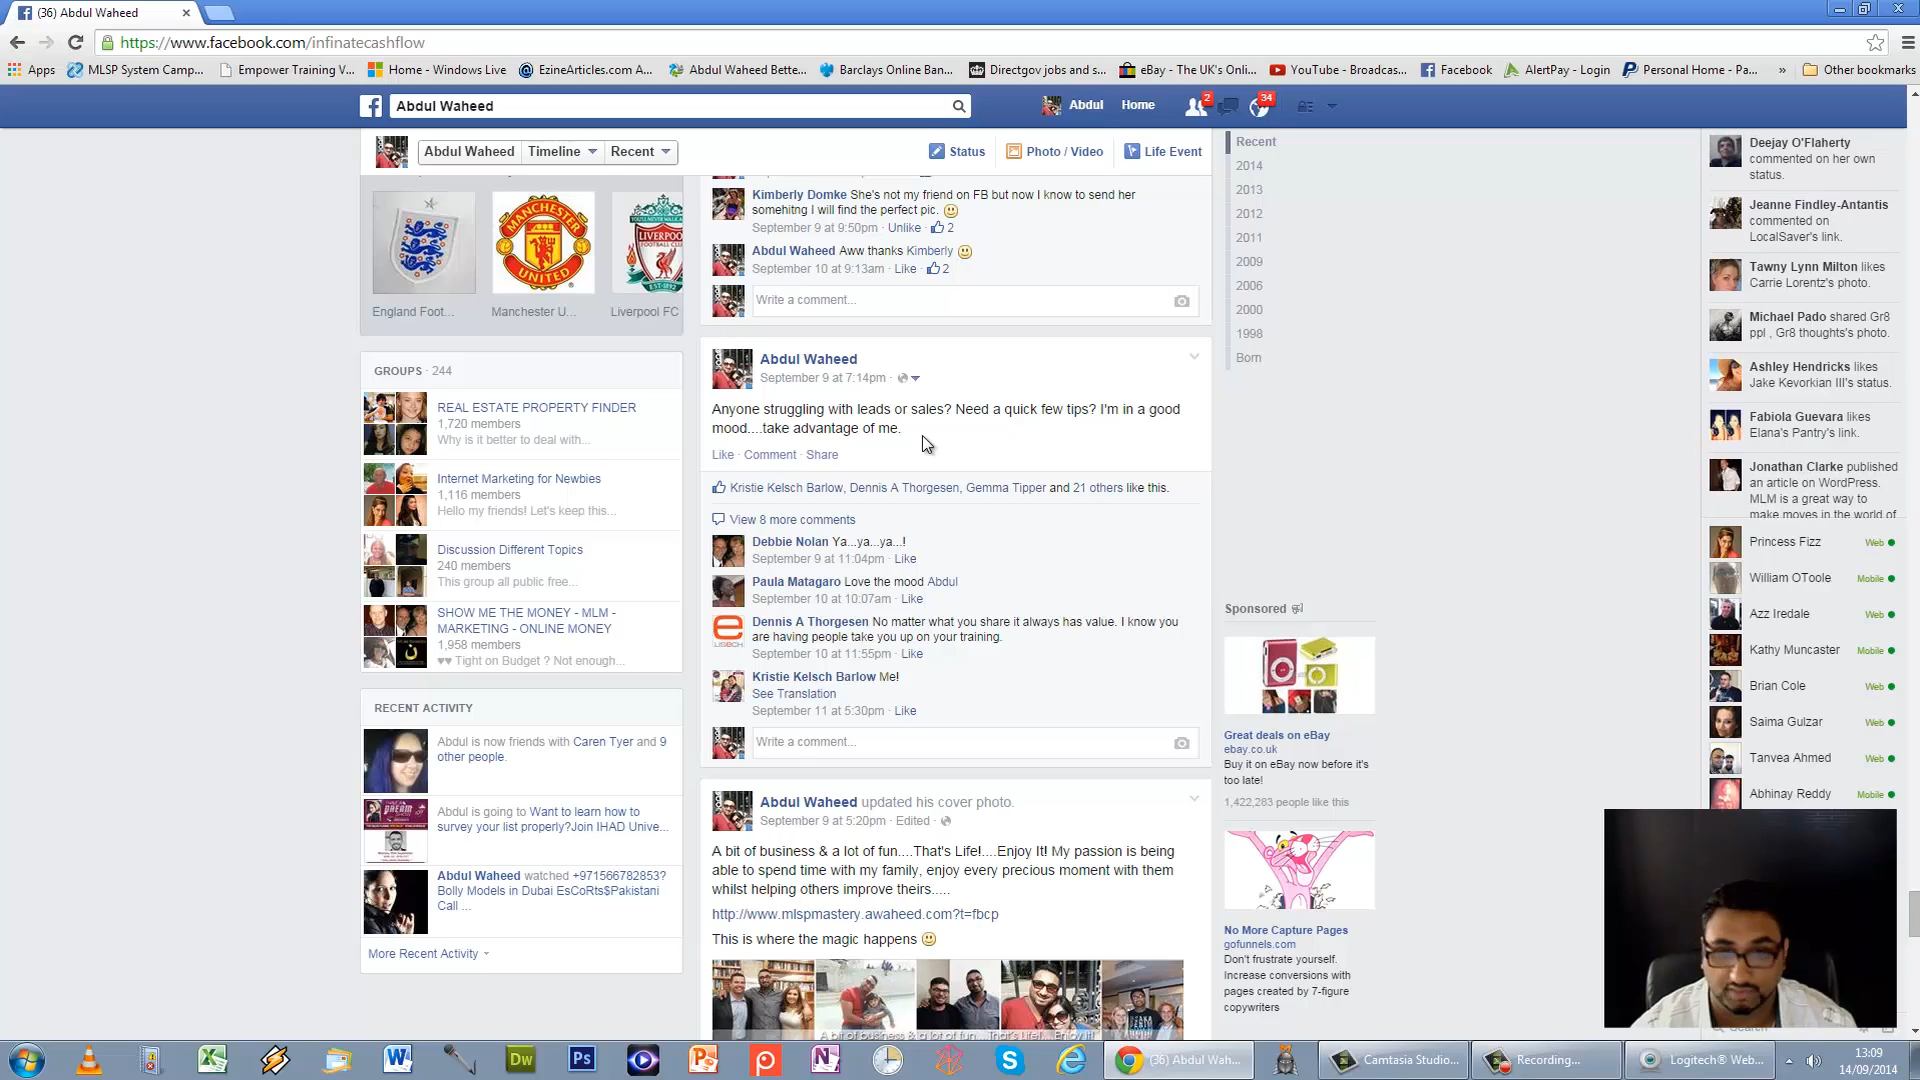 (36) Abdul Waheed
https://www.facebook.com/infinatecashflow
Apps
MLSP System Camp...
Empower Training V...
Home - Windows Live
EzineArticles.com A...
Abdul Waheed Bette...
Barclays Online Ban...
Directgov jobs and s...
eBay - The UK's Onli...
YouTube - Broadcas...
Facebook
AlertPay - Login
Personal Home - Pa...
»
Other bookmarks
Abdul Waheed
Abdul
Home
2
34
Abdul Waheed
Timeline
Recent
Status
Photo / Video
Life Event
England Foot...
Manchester U...
Liverpool FC
MANCHESTER
UNITED
LIVERPOOL
GROUPS · 244
REAL ESTATE PROPERTY FINDER
1,720 members
Why is it better to deal with...
Internet Marketing for Newbies
1,116 members
Hello my friends! Let's keep this...
Discussion Different Topics
240 members
This group all public free...
SHOW ME THE MONEY - MLM -
MARKETING - ONLINE MONEY
1,958 members
♥♥ Tight on Budget ? Not enough...
RECENT ACTIVITY
Abdul is now friends with Caren Tyer and 9
other people.
Abdul is going to Want to learn how to
survey your list properly?Join IHAD Unive...
Abdul Waheed watched +971566782853?
Bolly Models in Dubai EsCoRts$Pakistani
Call ...
More Recent Activity
Kimberly Domke She's not my friend on FB but now I know to send her
somehitng I will find the perfect pic.
September 9 at 9:50pm · Unlike · 2
Abdul Waheed Aww thanks Kimberly
September 10 at 9:13am · Like · 2
Write a comment...
Abdul Waheed
September 9 at 7:14pm ·
Anyone struggling with leads or sales? Need a quick few tips? I'm in a good
mood....take advantage of me.
Like · Comment · Share
Kristie Kelsch Barlow, Dennis A Thorgesen, Gemma Tipper and 21 others like this.
View 8 more comments
Debbie Nolan Ya...ya...ya...!
September 9 at 11:04pm · Like
Paula Matagaro Love the mood Abdul
September 10 at 10:07am · Like
Dennis A Thorgesen No matter what you share it always has value. I know you
are having people take you up on your training.
September 10 at 11:55pm · Like
Kristie Kelsch Barlow Me!
See Translation
September 11 at 5:30pm · Like
Write a comment...
Abdul Waheed updated his cover photo.
September 9 at 5:20pm · Edited ·
A bit of business & a lot of fun....That's Life!....Enjoy It! My passion is being
able to spend time with my family, enjoy every precious moment with them
whilst helping others improve theirs.....
http://www.mlspmastery.awaheed.com?t=fbcp
This is where the magic happens
A bit of business & a lot of fun....That's Life!....Enjoy it!
Recent
2014
2013
2012
2011
2009
2006
2000
1998
Born
Sponsored
Great deals on eBay
ebay.co.uk
Buy it on eBay now before it's
too late!
1,422,283 people like this
No More Capture Pages
gofunnels.com
Don't frustrate yourself.
Increase conversions with
pages created by 7-figure
copywriters
Deejay O'Flaherty
commented on her own
status.
Jeanne Findley-Antantis
commented on
LocalSaver's link.
Tawny Lynn Milton likes
Carrie Lorentz's photo.
Michael Pado shared Gr8
ppl , Gr8 thoughts's photo.
Ashley Hendricks likes
Jake Kevorkian III's status.
Fabiola Guevara likes
Elana's Pantry's link.
Jonathan Clarke published
an article on WordPress.
MLM is a great way to
make moves in the world of
Princess Fizz Web
William OToole Mobile
Azz Iredale Web
Kathy Muncaster Mobile
Brian Cole Web
Saima Gulzar Web
Tanvea Ahmed Web
Abhinay Reddy Mobile
Search
(36) Abdul Wah...
Camtasia Studio...
Recording...
Logitech® Web...
13:09
14/09/2014